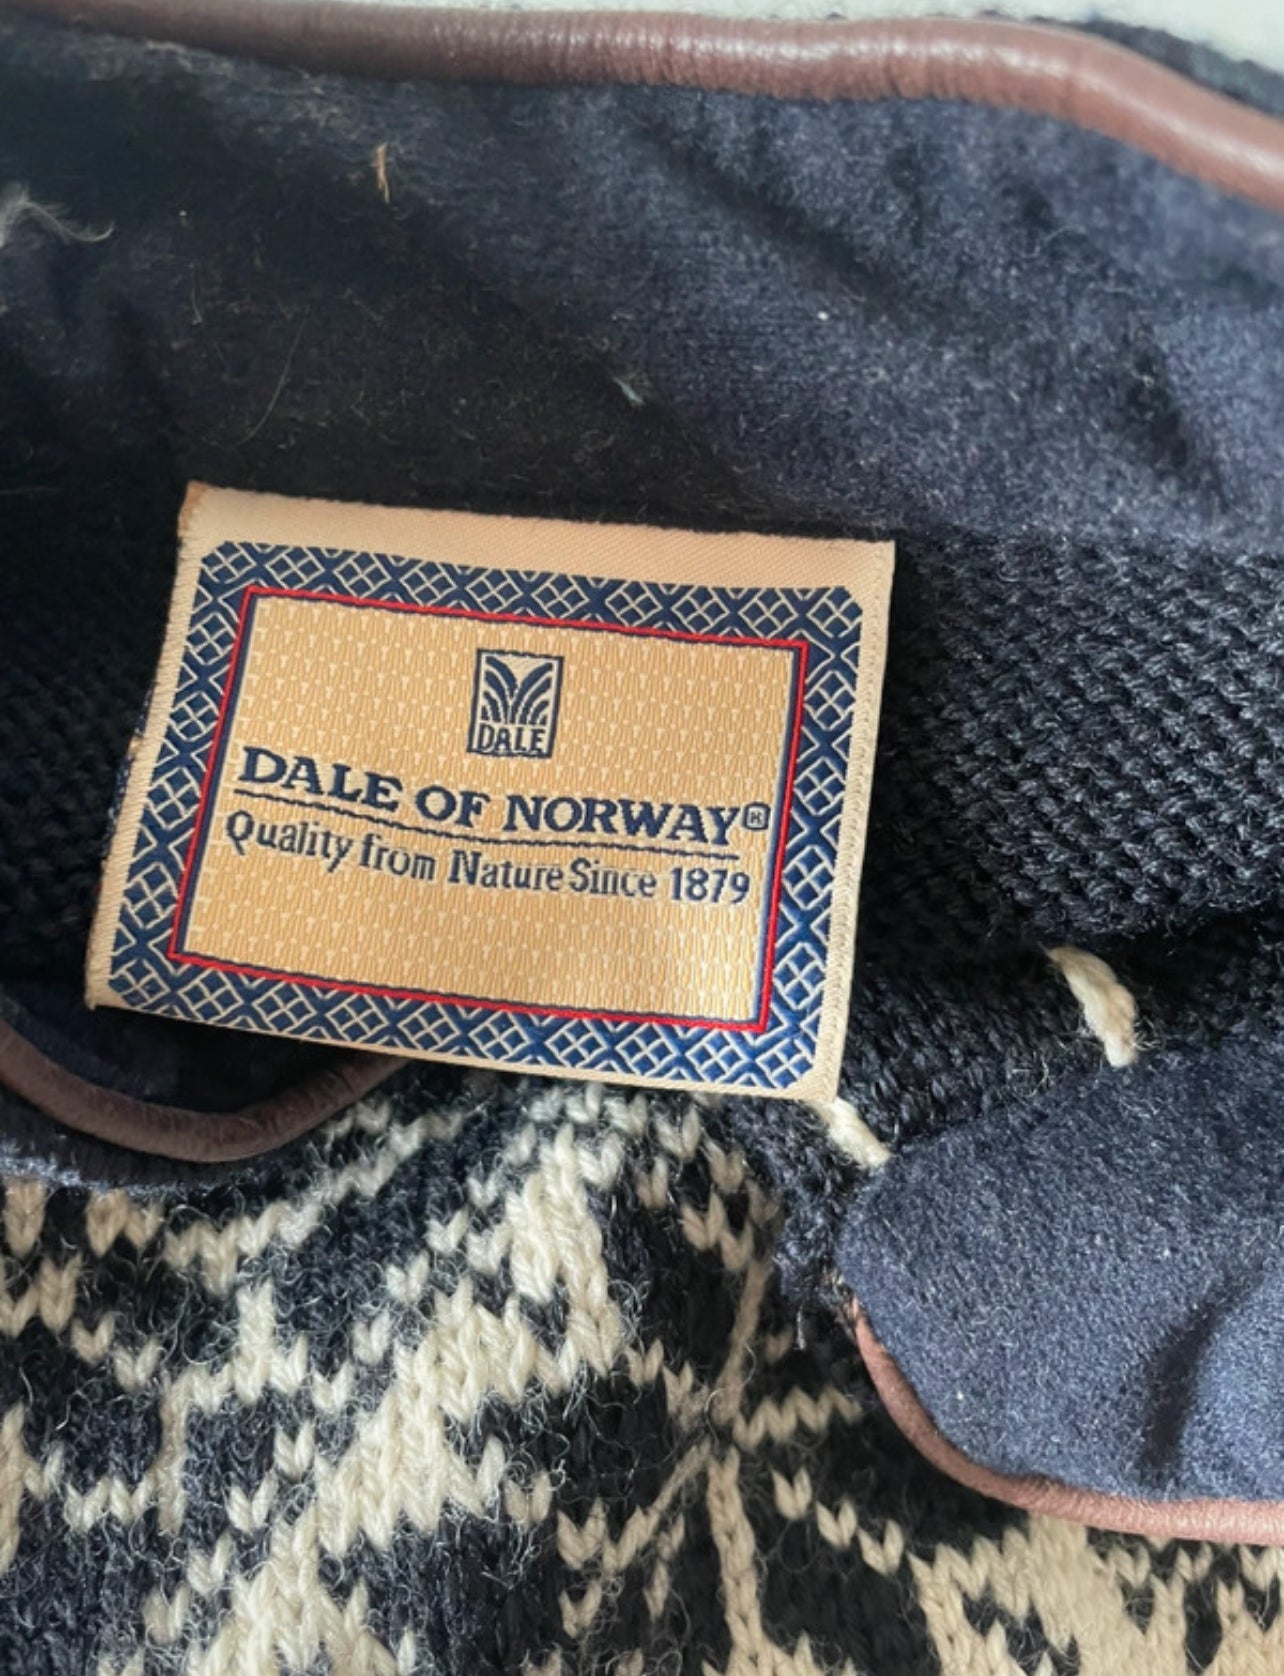 DALE
DALE OF NORWAY®
Quality from Nature Since 1879